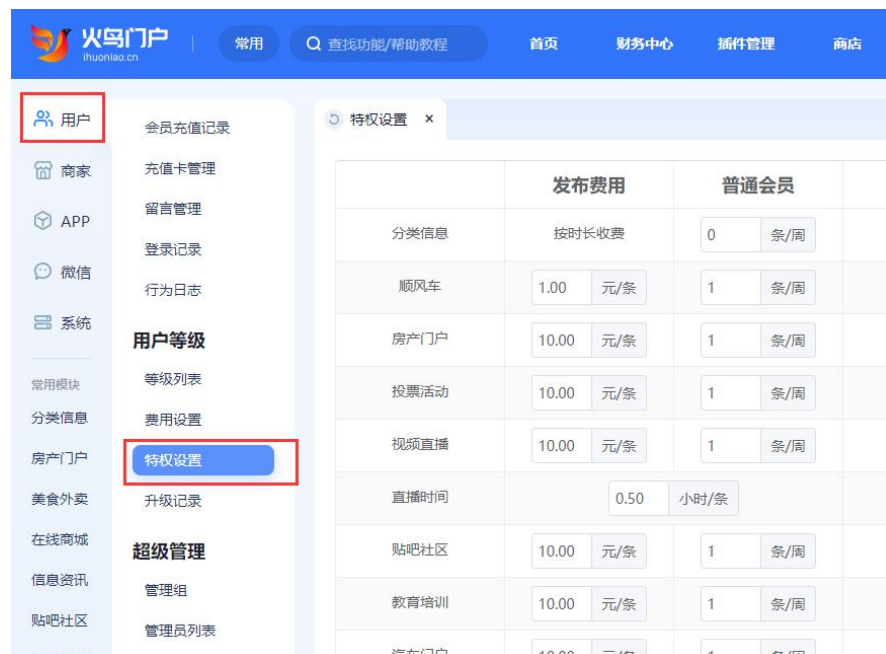 火鸟门户
ihuoniao.cn
常用
查找功能/帮助教程
首页
财务中心
插件管理
商店
用户
商家
APP
微信
系统
常用模块
分类信息
房产门户
美食外卖
在线商城
信息资讯
贴吧社区
会员充值记录
充值卡管理
留言管理
登录记录
行为日志
用户等级
等级列表
费用设置
特权设置
升级记录
超级管理
管理组
管理员列表
特权设置 ×
发布费用 普通会员
分类信息 按时长收费 0 条/周
顺风车 1.00 元/条 1 条/周
房产门户 10.00 元/条 1 条/周
投票活动 10.00 元/条 1 条/周
视频直播 10.00 元/条 1 条/周
直播时间 0.50 小时/条
贴吧社区 10.00 元/条 1 条/周
教育培训 10.00 元/条 1 条/周